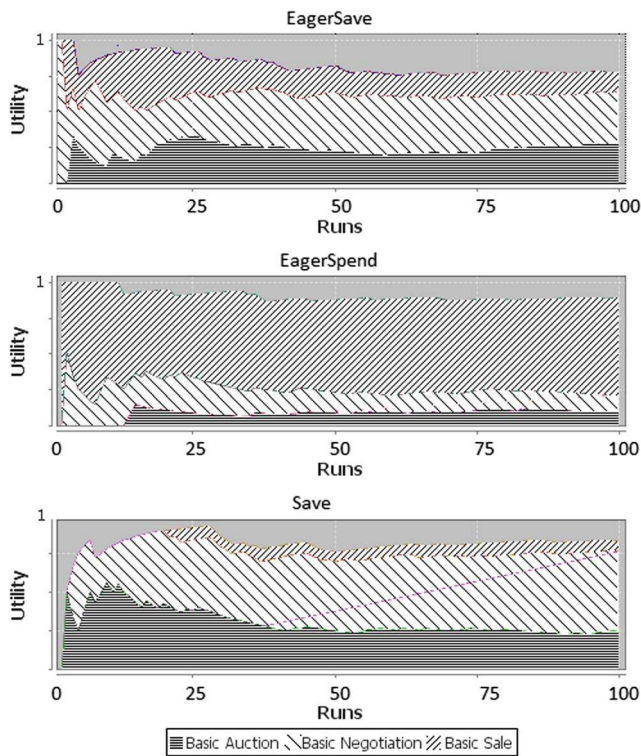 EagerSave
1
Utility
0 25 50 75 100
Runs
EagerSpend
1
Utility
0 25 50 75 100
Runs
Save
1
Utility
0 25 50 75 100
Runs
Basic Auction Basic Negotiation Basic Sale